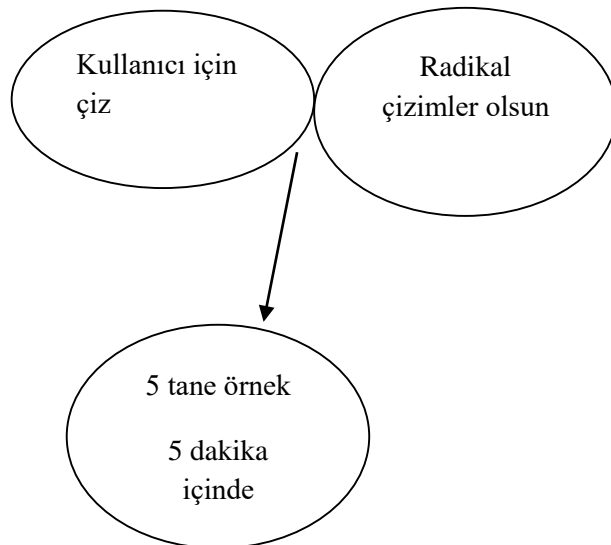 Kullanıcı için
çiz
Radikal
çizimler olsun
5 tane örnek
5 dakika
içinde